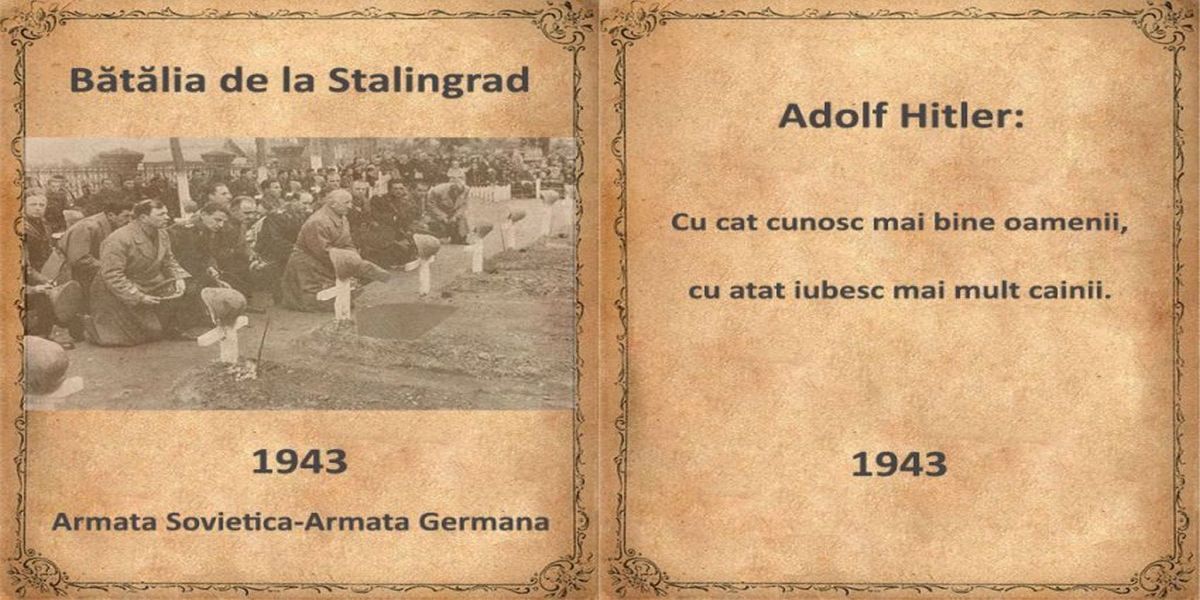 Bătălia de la Stalingrad
1943
Armata Sovietica-Armata Germana
Adolf Hitler:
Cu cat cunosc mai bine oamenii,
cu atat iubesc mai mult cainii.
1943